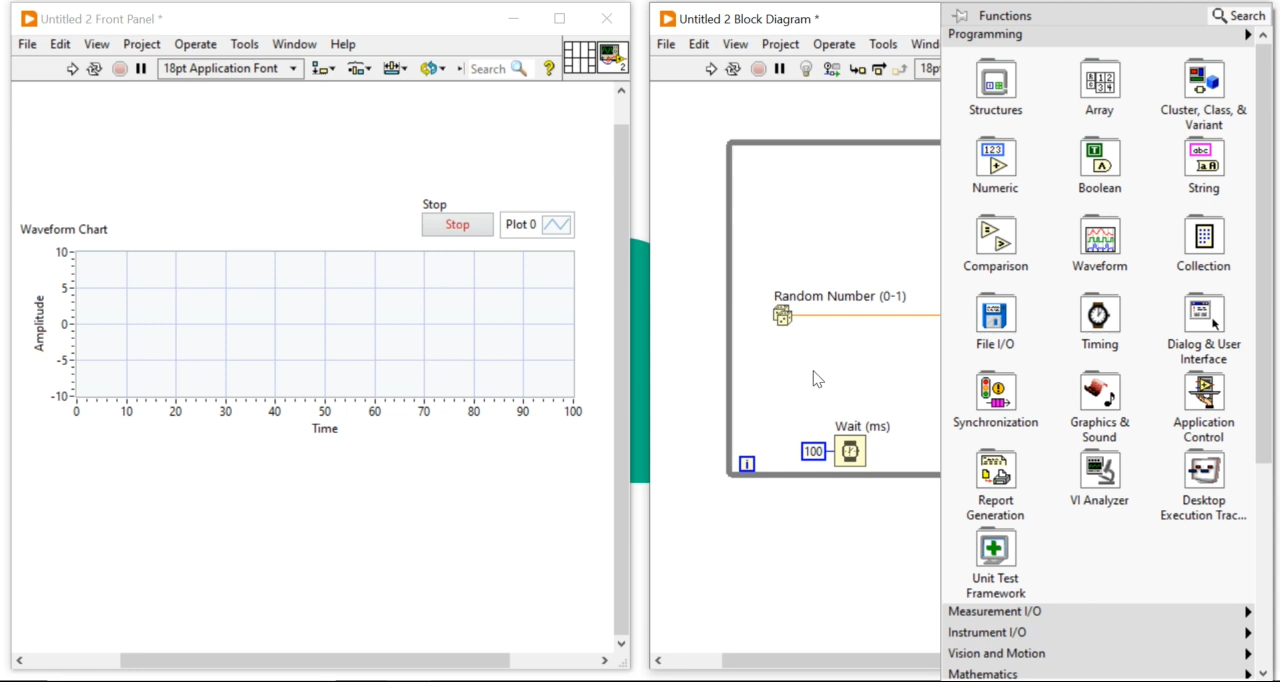 Untitled 2 Front Panel *
File Edit View Project Operate Tools Window Help
18pt Application Font
Search
?
2
Stop
Stop
Plot 0
Waveform Chart
10
5
0
-5
-10
Amplitude
0 10 20 30 40 50 60 70 80 90 100
Time
Untitled 2 Block Diagram *
File Edit View Project Operate Tools Wind
18p
Random Number (0-1)
Wait (ms)
100
i
Functions
Search
Programming
Structures
Array
Cluster, Class, &
Variant
123
Numeric
Boolean
abc
String
Comparison
Waveform
Collection
File I/O
Timing
Dialog & User
Interface
Synchronization
Graphics &
Sound
Application
Control
Report
Generation
VI Analyzer
Desktop
Execution Trac...
Unit Test
Framework
Measurement I/O
Instrument I/O
Vision and Motion
Mathematics